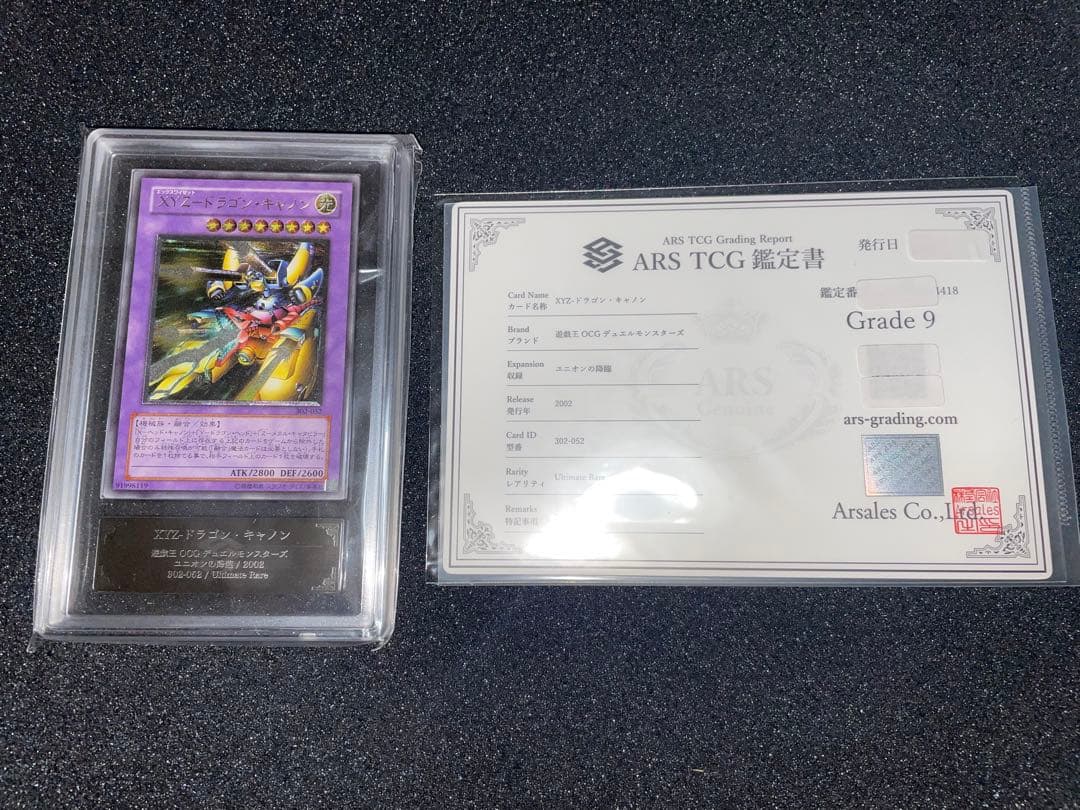 エックスワイゼット
XYZ-ドラゴン・キャノン
光
302-052
【機械族・融合/効果】
ATK/2800 DEF/2600
91998119
XYZ-ドラゴン・キャノン
遊戯王 OCG デュエルモンスターズ
ユニオンの降臨 / 2002
302-052 / Ultimate Rare
ARS TCG Grading Report
ARS TCG 鑑定書
Card Name
カード名称
XYZ-ドラゴン・キャノン
Brand
ブランド
遊戯王 OCG デュエルモンスターズ
Expansion
収録
ユニオンの降臨
Release
発行年
2002
Card ID
型番
302-052
Rarity
レアリティ
Ultimate Rare
Remarks
特記事項
ARS
Genuine
発行日
鑑定番
418
Grade 9
ars-grading.com
Arsales Co.,Ltd.
Arsales